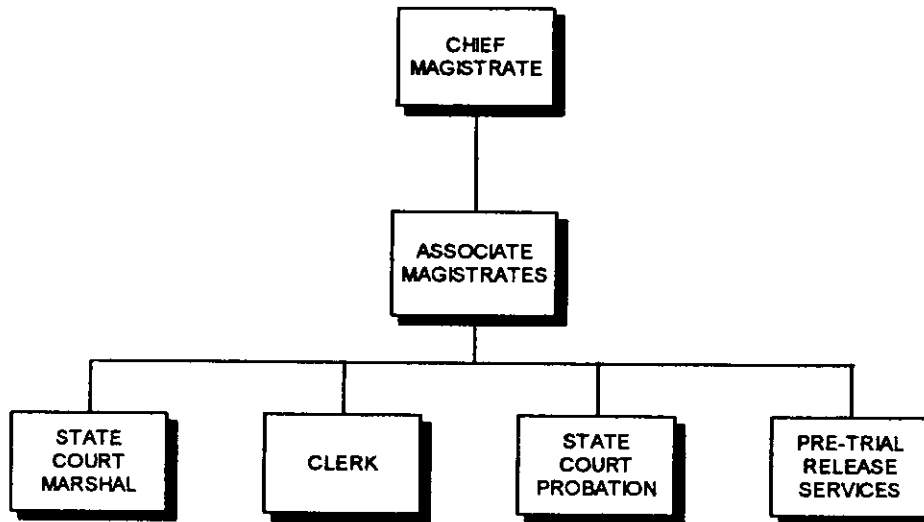 CHIEF
MAGISTRATE
ASSOCIATE
MAGISTRATES
STATE
COURT
MARSHAL
CLERK
STATE
COURT
PROBATION
PRE-TRIAL
RELEASE
SERVICES